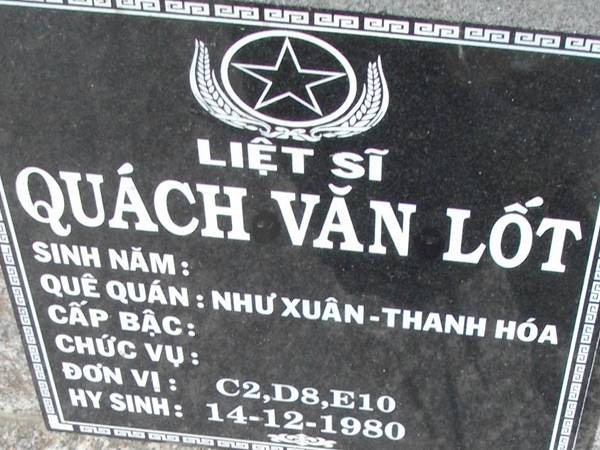 LIỆT SĨ
QUÁCH VĂN LỐT
SINH NĂM:
QUÊ QUÁN: NHƯ XUÂN-THANH HÓA
CẤP BẬC:
CHỨC VỤ:
ĐƠN VỊ: C2,D8,E10
HY SINH: 14-12-1980